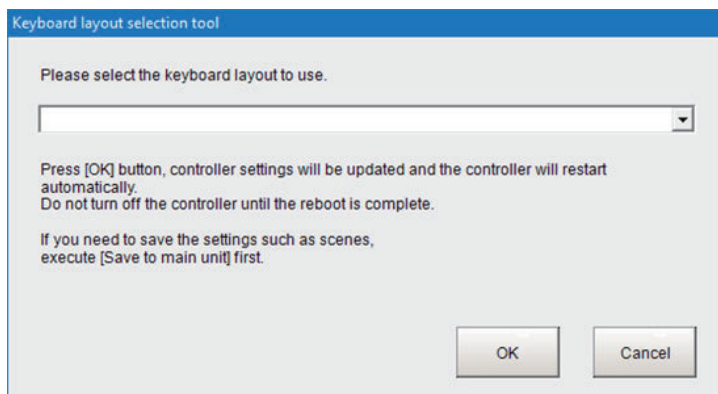 Keyboard layout selection tool
Please select the keyboard layout to use.
Press [OK] button, controller settings will be updated and the controller will restart
automatically.
Do not turn off the controller until the reboot is complete.
If you need to save the settings such as scenes,
execute [Save to main unit] first.
OK
Cancel